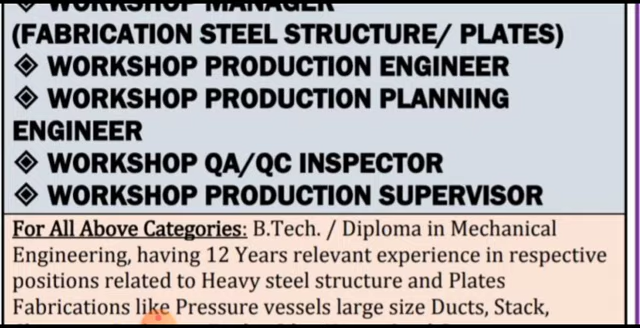 WORKSHOP MANAGER
(FABRICATION STEEL STRUCTURE/ PLATES)
◈ WORKSHOP PRODUCTION ENGINEER
◈ WORKSHOP PRODUCTION PLANNING
ENGINEER
◈ WORKSHOP QA/QC INSPECTOR
◈ WORKSHOP PRODUCTION SUPERVISOR
For All Above Categories: B.Tech. / Diploma in Mechanical
Engineering, having 12 Years relevant experience in respective
positions related to Heavy steel structure and Plates
Fabrications like Pressure vessels large size Ducts, Stack,